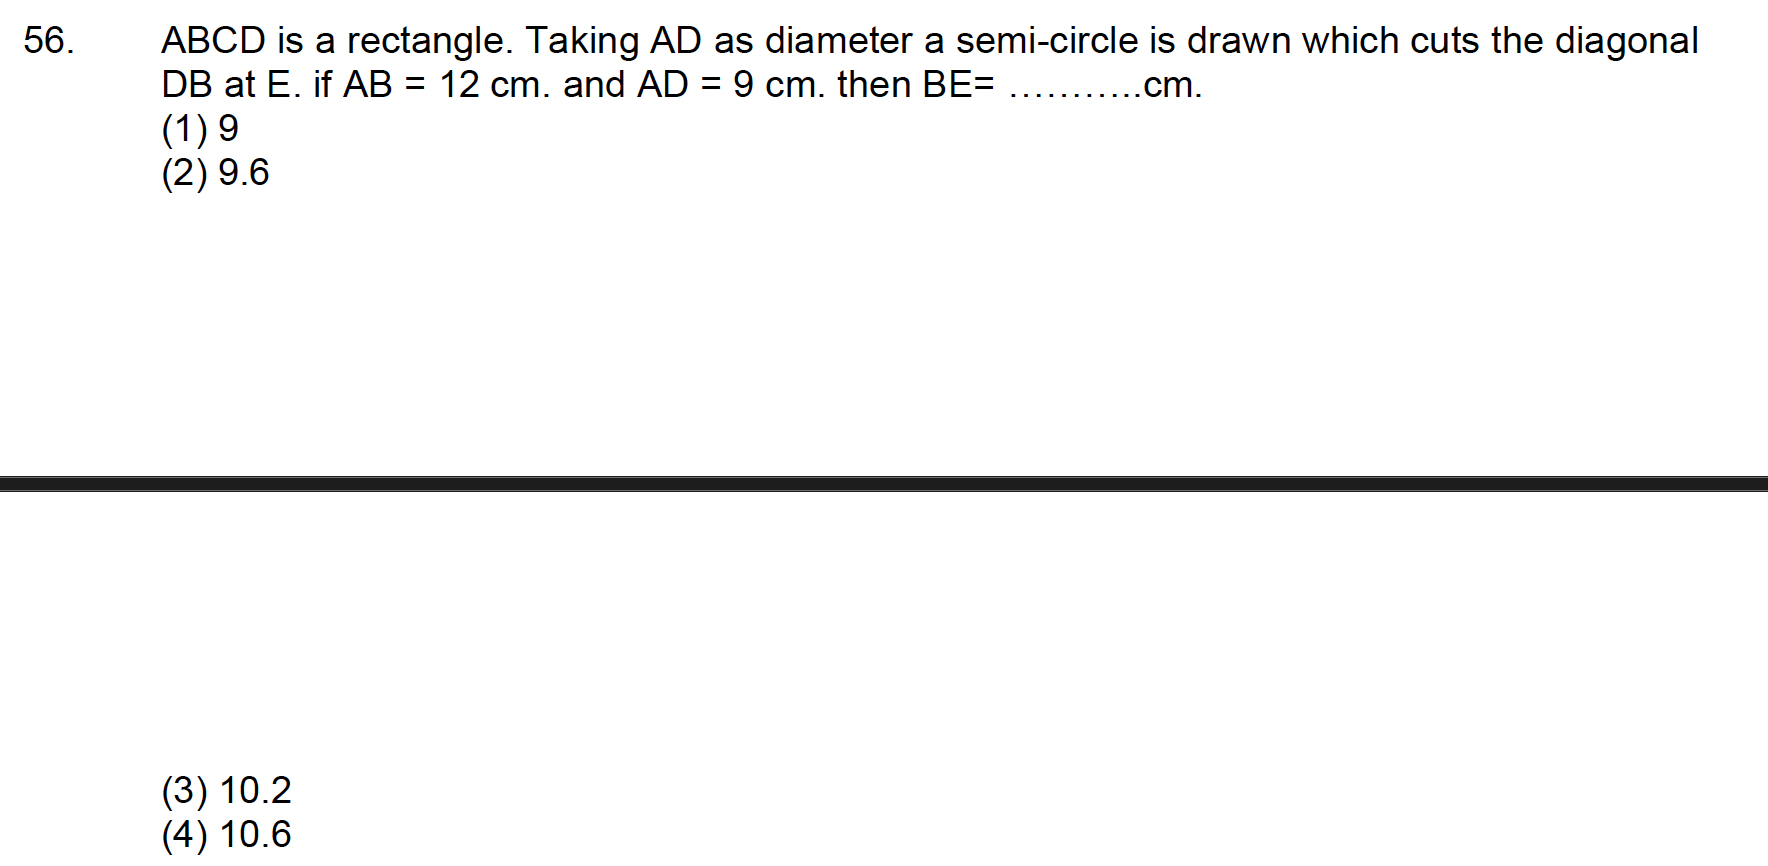 56. ABCD is a rectangle. Taking AD as diameter a semi-circle is drawn which cuts the diagonal
DB at E. if AB = 12 cm. and AD = 9 cm. then BE= ………..cm.
(1) 9
(2) 9.6
(3) 10.2
(4) 10.6